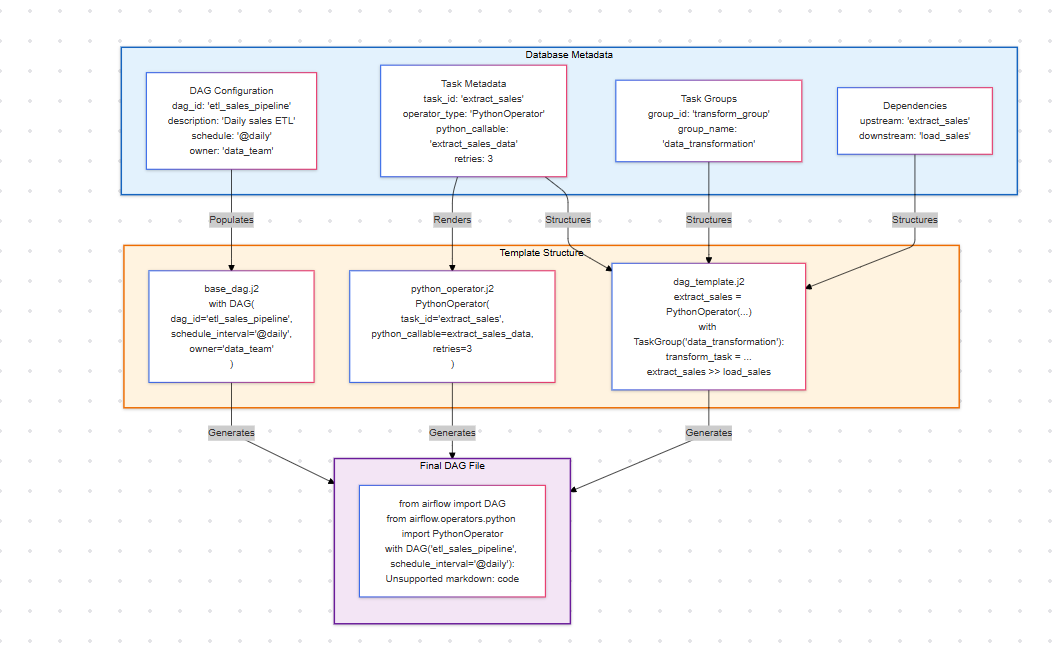 Database Metadata
DAG Configuration
dag_id: 'etl_sales_pipeline'
description: 'Daily sales ETL'
schedule: '@daily'
owner: 'data_team'
Task Metadata
task_id: 'extract_sales'
operator_type: 'PythonOperator'
python_callable:
'extract_sales_data'
retries: 3
Task Groups
group_id: 'transform_group'
group_name:
'data_transformation'
Dependencies
upstream: 'extract_sales'
downstream: 'load_sales'
Populates
Renders
Structures
Structures
Structures
Template Structure
base_dag.j2
with DAG(
dag_id='etl_sales_pipeline',
schedule_interval='@daily',
owner='data_team'
)
python_operator.j2
PythonOperator(
task_id='extract_sales',
python_callable=extract_sales_data,
retries=3
)
dag_template.j2
extract_sales =
PythonOperator(...)
with
TaskGroup('data_transformation'):
transform_task = ...
extract_sales >> load_sales
Generates
Generates
Generates
Final DAG File
from airflow import DAG
from airflow.operators.python
import PythonOperator
with DAG('etl_sales_pipeline',
schedule_interval='@daily'):
Unsupported markdown: code